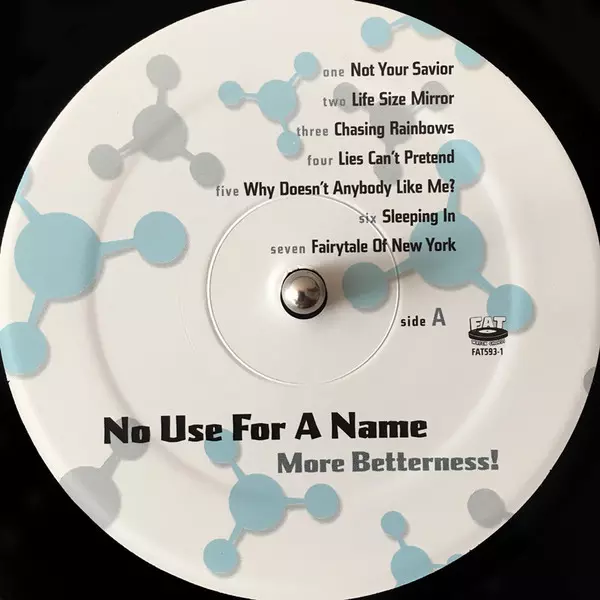 one Not Your Savior
two Life Size Mirror
three Chasing Rainbows
four Lies Can't Pretend
five Why Doesn't Anybody Like Me?
six Sleeping In
seven Fairytale Of New York
side A
FAT
WRECK CHORDS
FAT593-1
No Use For A Name
More Betterness!